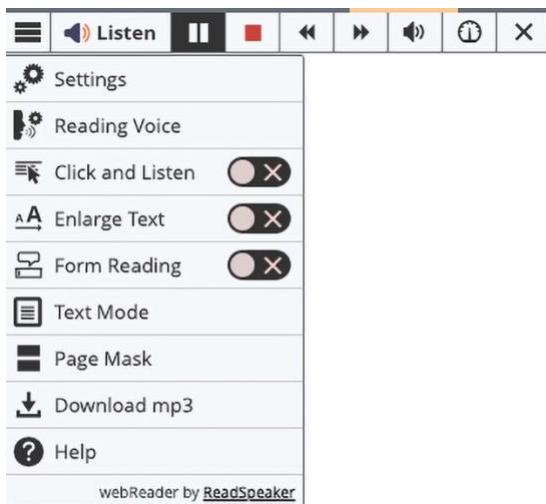 Listen
Settings
Reading Voice
Click and Listen
Enlarge Text
Form Reading
Text Mode
Page Mask
Download mp3
Help
webReader by ReadSpeaker